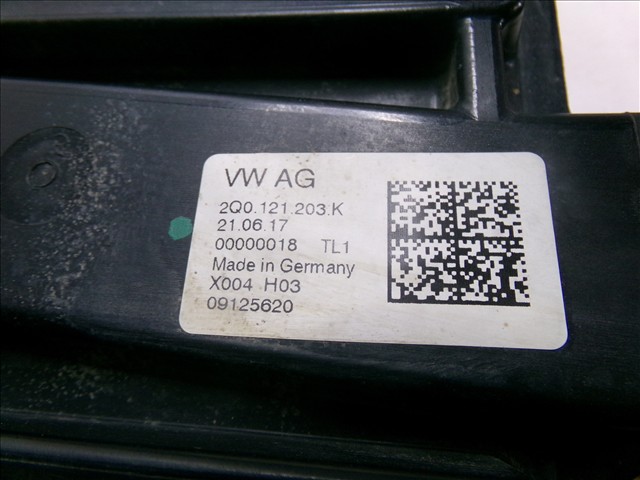 VW AG
2Q0.121.203.K
21.06.17
00000018 TL1
Made in Germany
X004 H03
09125620